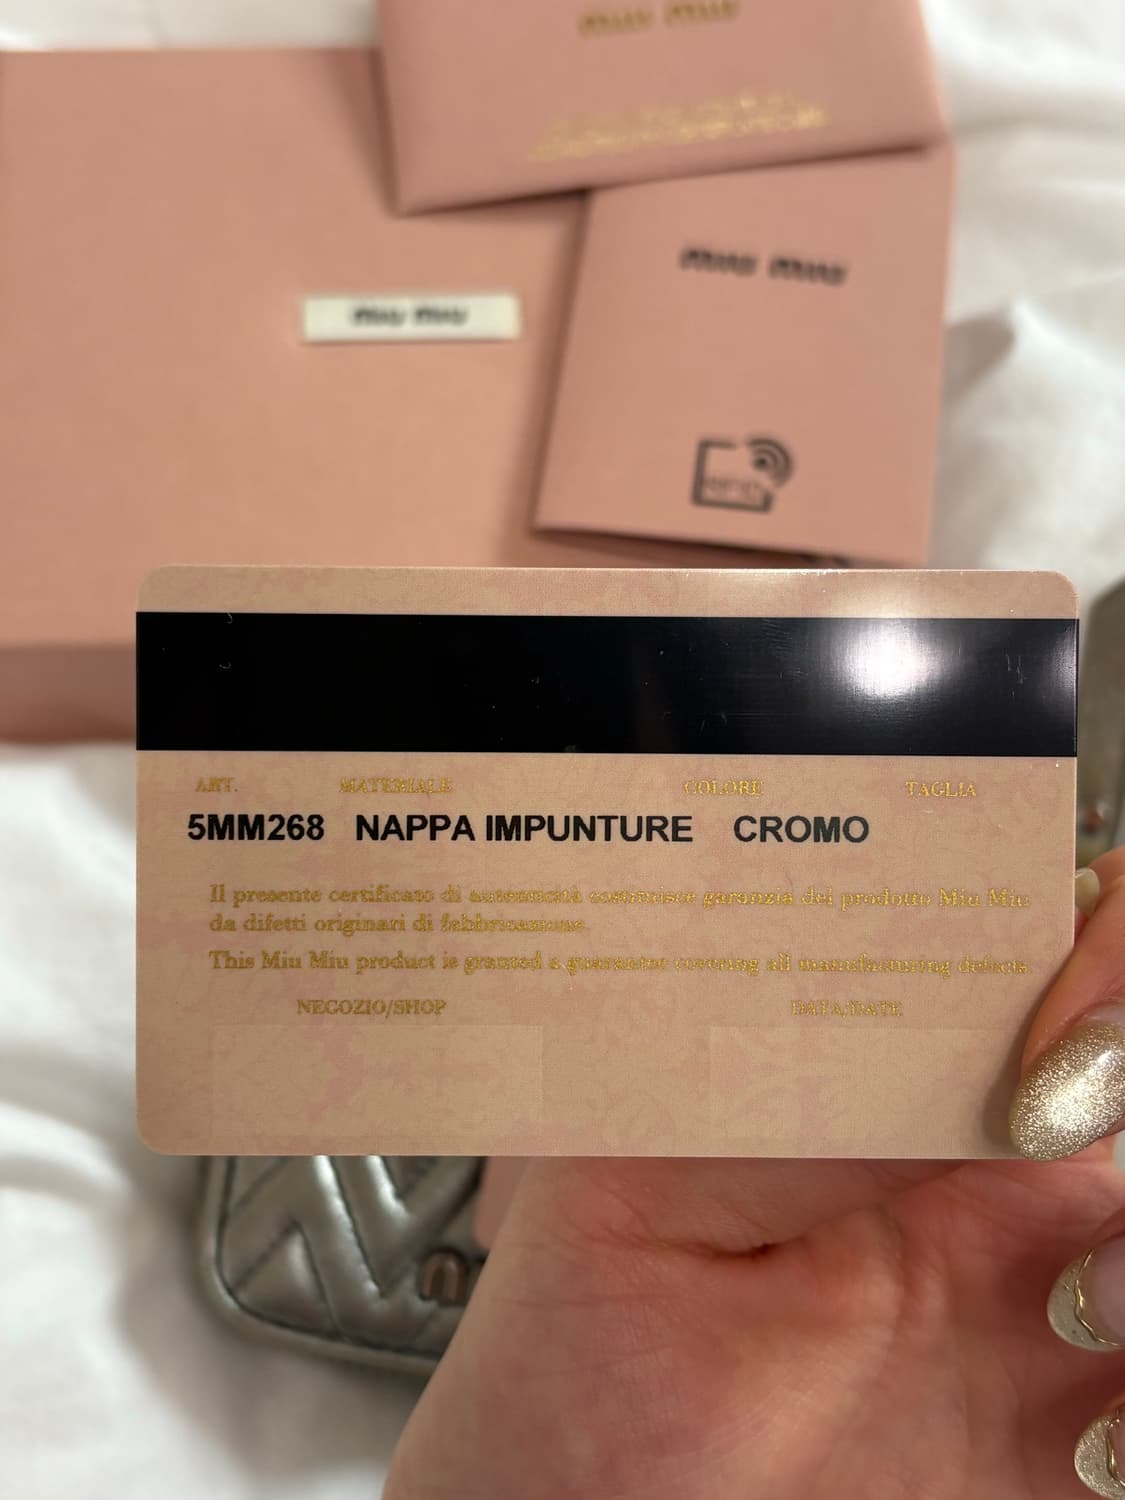 miu miu
miu miu
miu miu
RFID
ART. MATERIALE COLORE TAGLIA
5MM268 NAPPA IMPUNTURE CROMO
Il presente certificato di autenticità costituisce garanzia del prodotto Miu Miu
da difetti originari di fabbricazione.
This Miu Miu product is granted a guarantee covering all manufacturing defects.
NEGOZIO/SHOP DATA/DATE